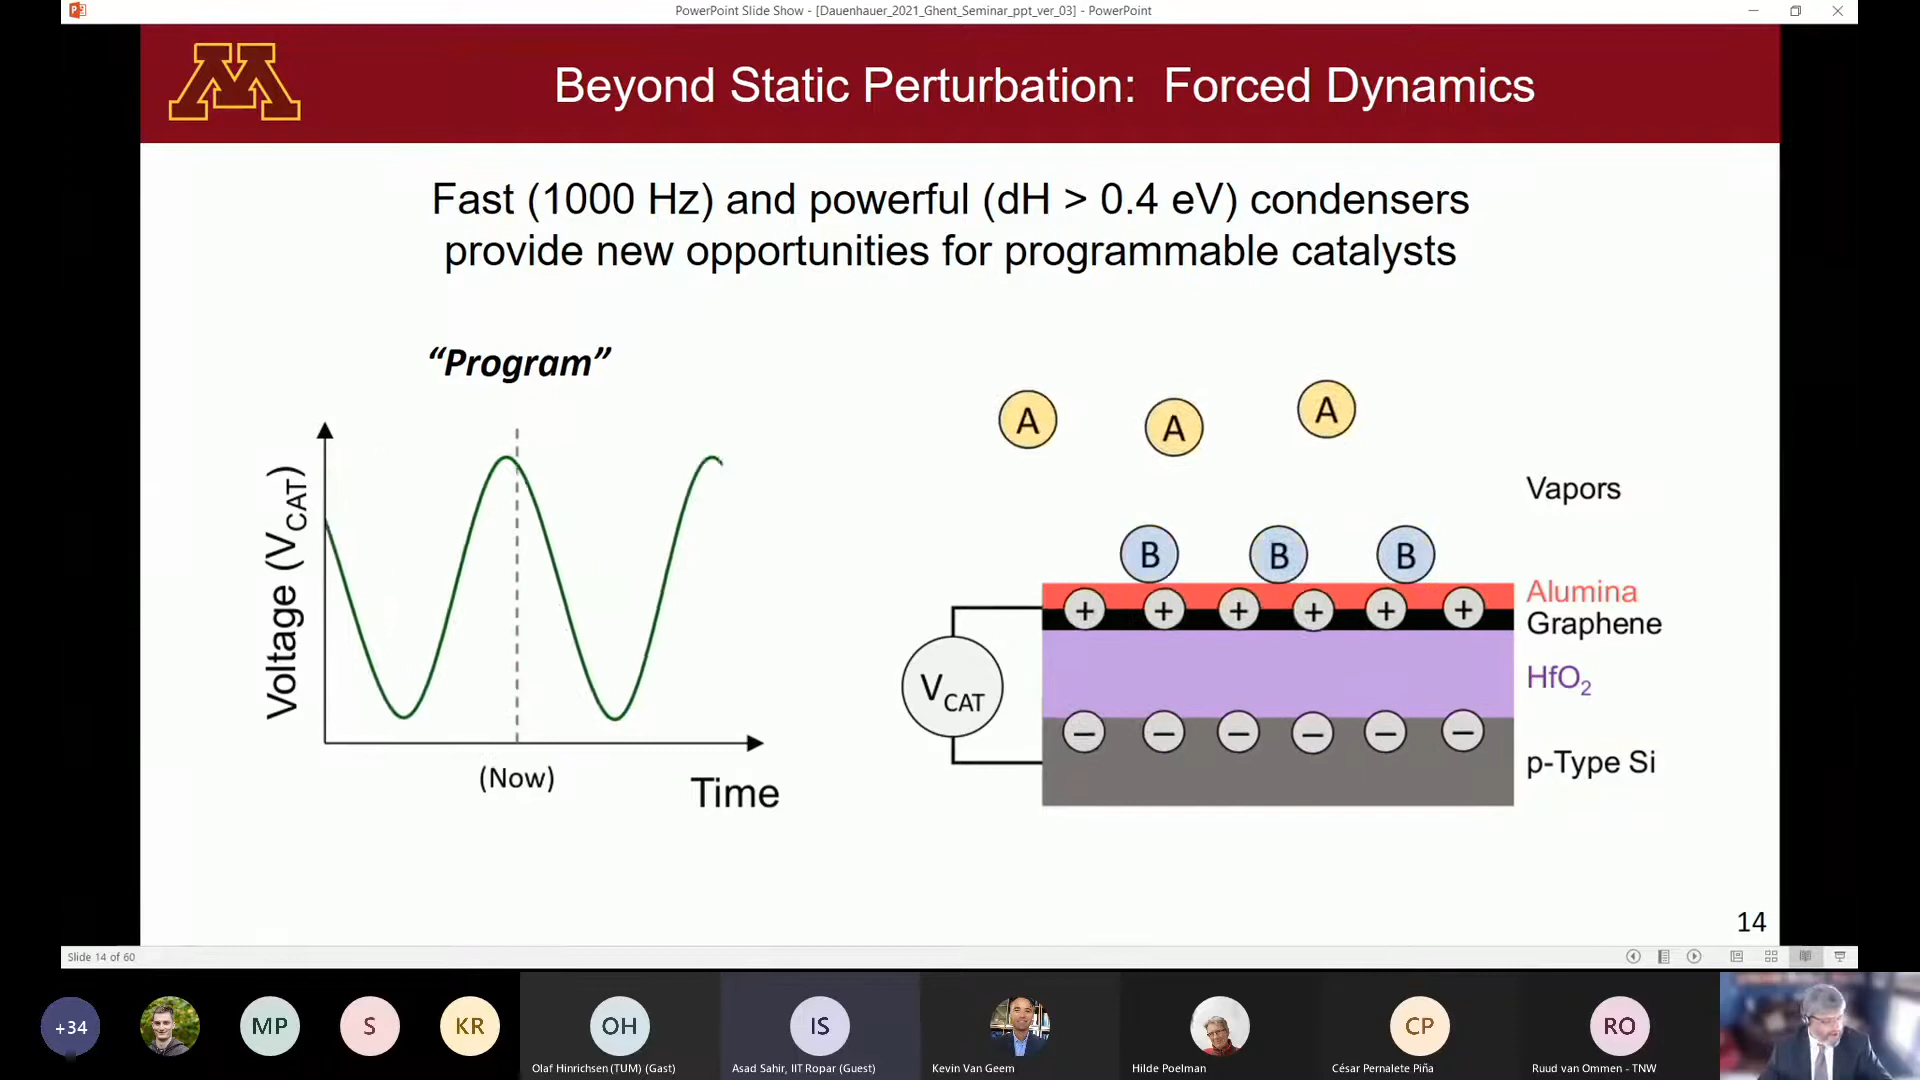 PowerPoint Slide Show - [Dauenhauer_2021_Ghent_Seminar_ppt_ver_03] - PowerPoint
M
Beyond Static Perturbation: Forced Dynamics
Fast (1000 Hz) and powerful (dH > 0.4 eV) condensers
provide new opportunities for programmable catalysts
“Program”
Voltage (VCAT)
(Now)
Time
A A A
Vapors
B B B
Alumina
+ + + + + +
Graphene
HfO2
VCAT
− − − − − −
p-Type Si
14
Slide 14 of 60
+34
MP
S
KR
OH
Olaf Hinrichsen (TUM) (Gast)
IS
Asad Sahir, IIT Ropar (Guest)
Kevin Van Geem
Hilde Poelman
CP
César Pernalete Piña
RO
Ruud van Ommen - TNW